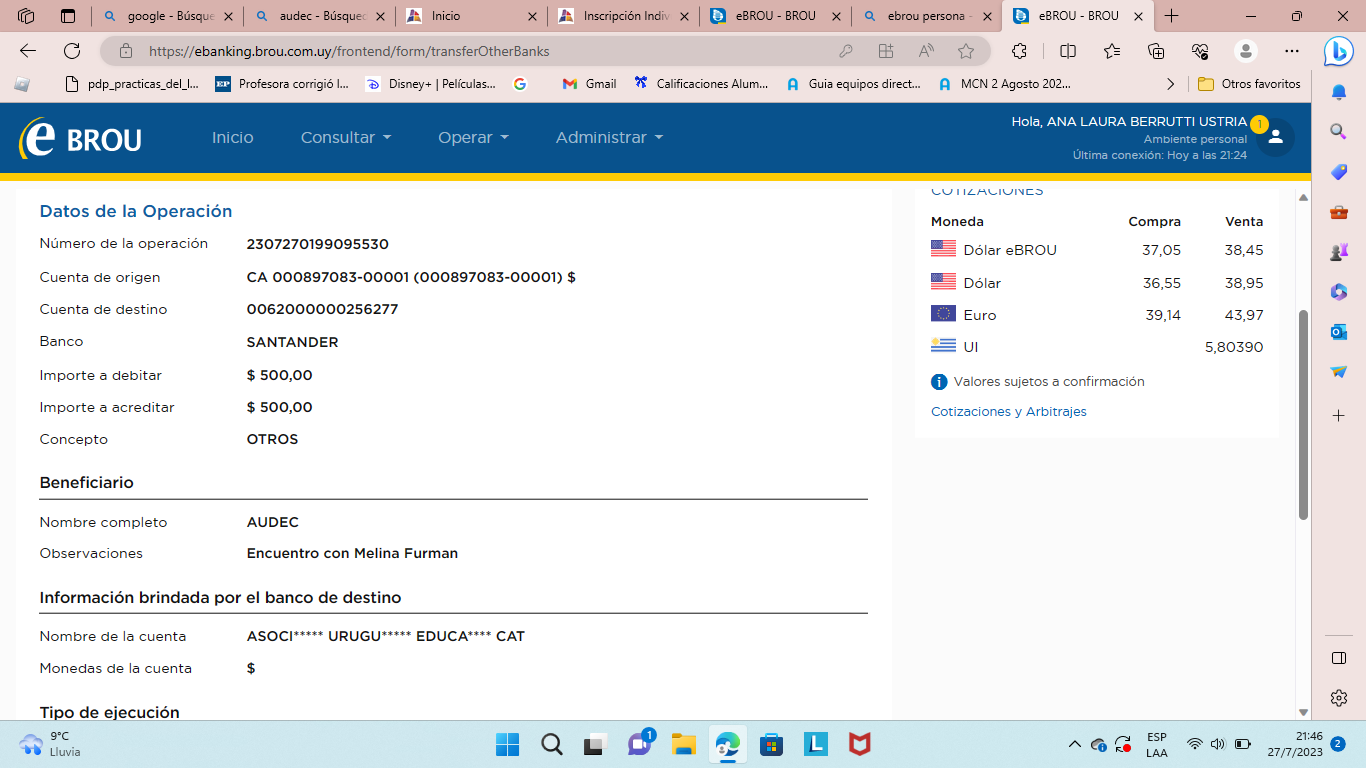 google - Búsque
audec - Búsqued
Inicio
Inscripción Indiv
eBROU - BROU
ebrou persona -
eBROU - BROU
https://ebanking.brou.com.uy/frontend/form/transferOtherBanks
pdp_practicas_del_l...
EP Profesora corrigió l...
Disney+ | Películas...
Gmail
Calificaciones Alum...
Guia equipos direct...
MCN 2 Agosto 202...
Otros favoritos
e BROU
Inicio
Consultar
Operar
Administrar
Hola, ANA LAURA BERRUTTI USTRIA
1
Ambiente personal
Última conexión: Hoy a las 21:24
Datos de la Operación
Número de la operación 2307270199095530
Cuenta de origen CA 000897083-00001 (000897083-00001) $
Cuenta de destino 0062000000256277
Banco SANTANDER
Importe a debitar $ 500,00
Importe a acreditar $ 500,00
Concepto OTROS
Beneficiario
Nombre completo AUDEC
Observaciones Encuentro con Melina Furman
Información brindada por el banco de destino
Nombre de la cuenta ASOCI***** URUGU***** EDUCA**** CAT
Monedas de la cuenta $
Tipo de ejecución
COTIZACIONES
Moneda Compra Venta
Dólar eBROU 37,05 38,45
Dólar 36,55 38,95
Euro 39,14 43,97
UI 5,80390
Valores sujetos a confirmación
Cotizaciones y Arbitrajes
9°C
Lluvia
1
L
ESP
LAA
21:46
27/7/2023
2